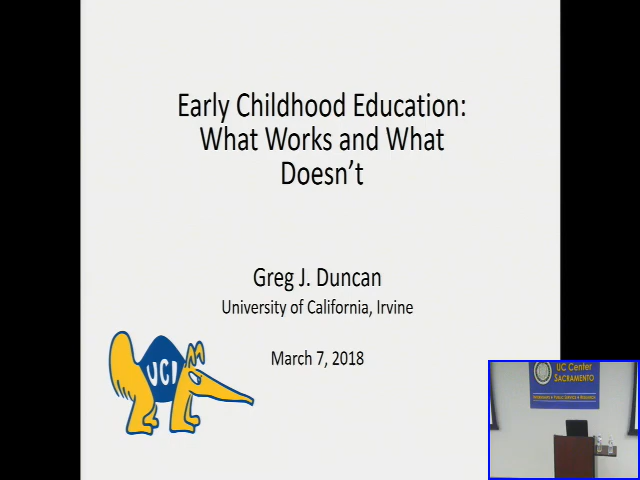 Early Childhood Education:
What Works and What
Doesn't
Greg J. Duncan
University of California, Irvine
March 7, 2018
UCI
UC Center
SACRAMENTO